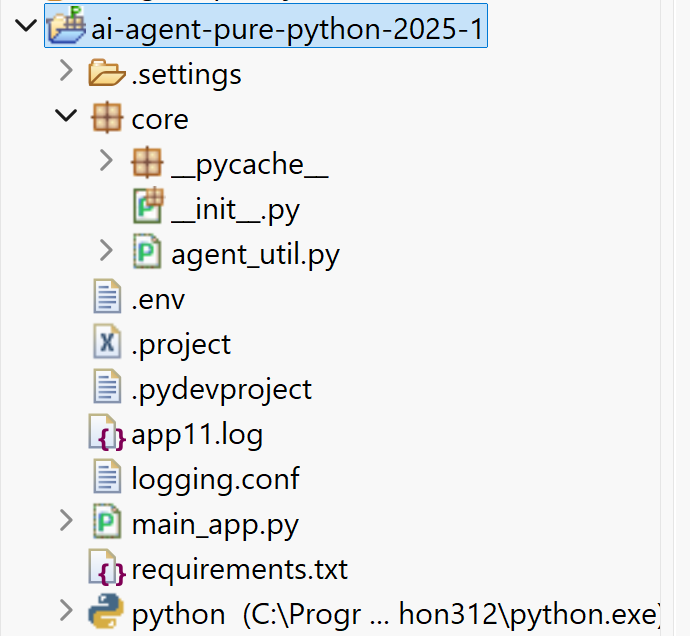 ai-agent-pure-python-2025-1
.settings
core
__pycache__
__init__.py
agent_util.py
.env
.project
.pydevproject
app11.log
logging.conf
main_app.py
requirements.txt
python (C:\Progr ... hon312\python.exe)